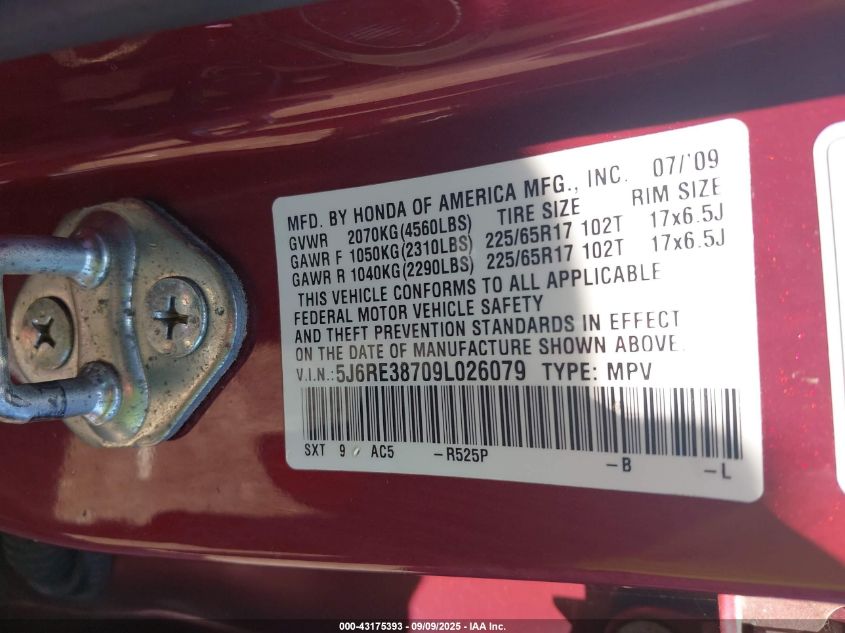 MFD. BY HONDA OF AMERICA MFG., INC. 07/'09
TIRE SIZE RIM SIZE
GVWR 2070KG(4560LBS)
GAWR F 1050KG(2310LBS) 225/65R17 102T 17x6.5J
GAWR R 1040KG(2290LBS) 225/65R17 102T 17x6.5J
THIS VEHICLE CONFORMS TO ALL APPLICABLE
FEDERAL MOTOR VEHICLE SAFETY
AND THEFT PREVENTION STANDARDS IN EFFECT
ON THE DATE OF MANUFACTURE SHOWN ABOVE.
V.I.N.:5J6RE38709L026079 TYPE: MPV
SXT 9 AC5 -R525P -B -L
000-43175393 - 09/09/2025 - IAA Inc.